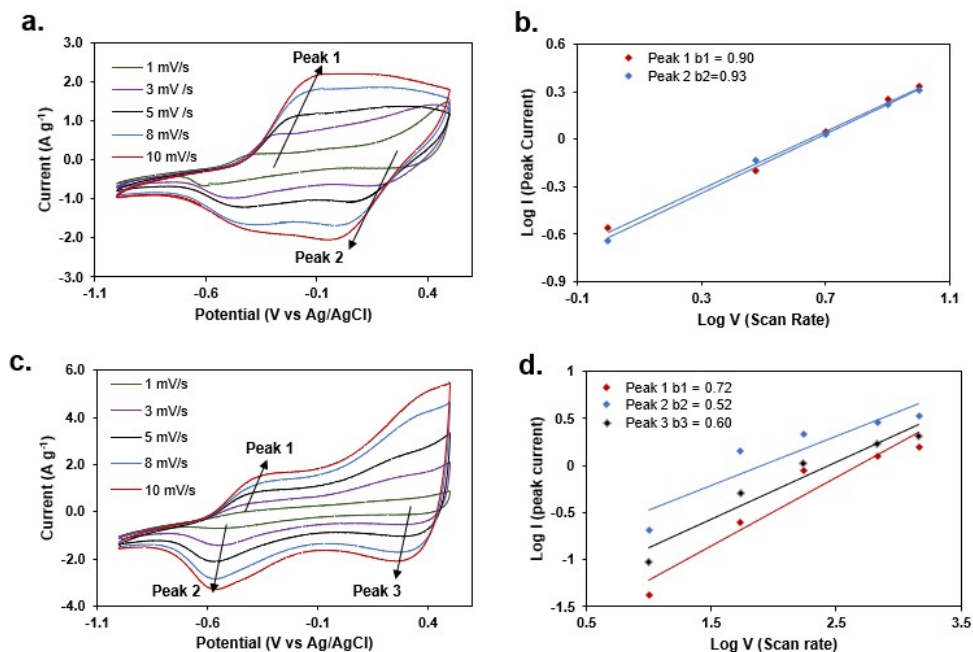 a.
3.0
2.0
1.0
0.0
-1.0
-2.0
-3.0
Current (A g⁻¹)
1 mV/s
3 mV /s
5 mV/s
8 mV/s
10 mV/s
Peak 1
Peak 2
-1.1
-0.6
-0.1
0.4
Potential (V vs Ag/AgCl)
b.
0.6
0.3
0
-0.3
-0.6
-0.9
Log I (Peak Current)
Peak 1 b1 = 0.90
Peak 2 b2=0.93
-0.1
0.3
0.7
1.1
Log V (Scan Rate)
c.
6.0
4.0
2.0
0.0
-2.0
-4.0
Current (A g⁻¹)
1 mV/s
3 mV/s
5 mV/s
8 mV/s
10 mV/s
Peak 1
Peak 2
Peak 3
-1.1
-0.6
-0.1
0.4
Potential (V vs Ag/AgCl)
d.
1
0.5
0
-0.5
-1
-1.5
Log I (peak current)
Peak 1 b1 = 0.72
Peak 2 b2 = 0.52
Peak 3 b3 = 0.60
0.5
1.5
2.5
3.5
Log V (Scan rate)